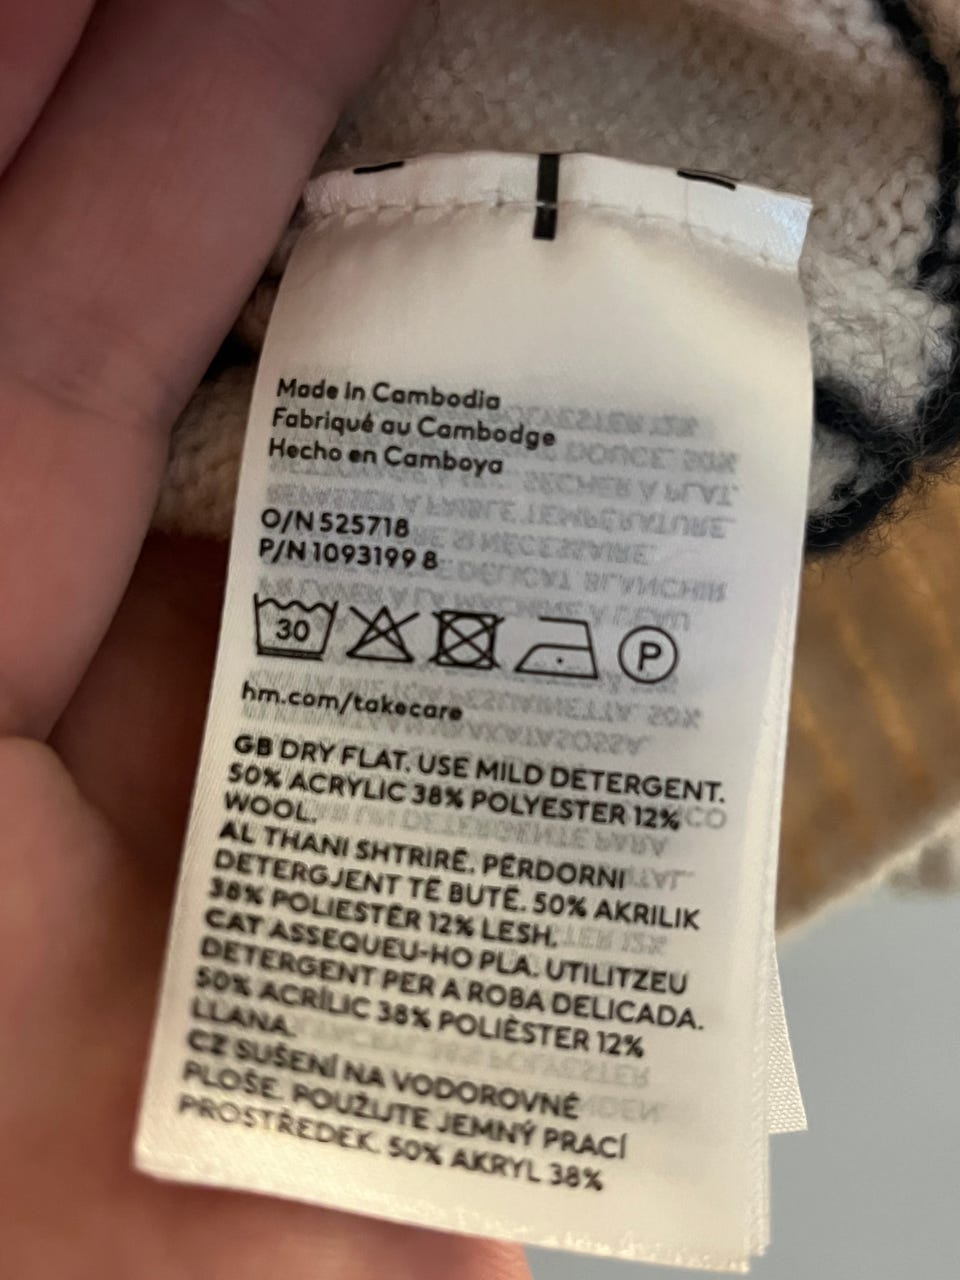 Made in Cambodia
Fabriqué au Cambodge
Hecho en Camboya
O/N 525718
P/N 1093199 8
30 P
hm.com/takecare
GB DRY FLAT. USE MILD DETERGENT.
50% ACRYLIC 38% POLYESTER 12%
WOOL.
AL THANI SHTRIRË. PËRDORNI
DETERGJENT TË BUTË. 50% AKRILIK
38% POLIESTËR 12% LESH.
CAT ASSEQUEU-HO PLA. UTILITZEU
DETERGENT PER A ROBA DELICADA.
50% ACRÍLIC 38% POLIÈSTER 12%
LLANA.
CZ SUŠENÍ NA VODOROVNÉ
PLOŠE. POUŽIJTE JEMNÝ PRACÍ
PROSTŘEDEK. 50% AKRYL 38%